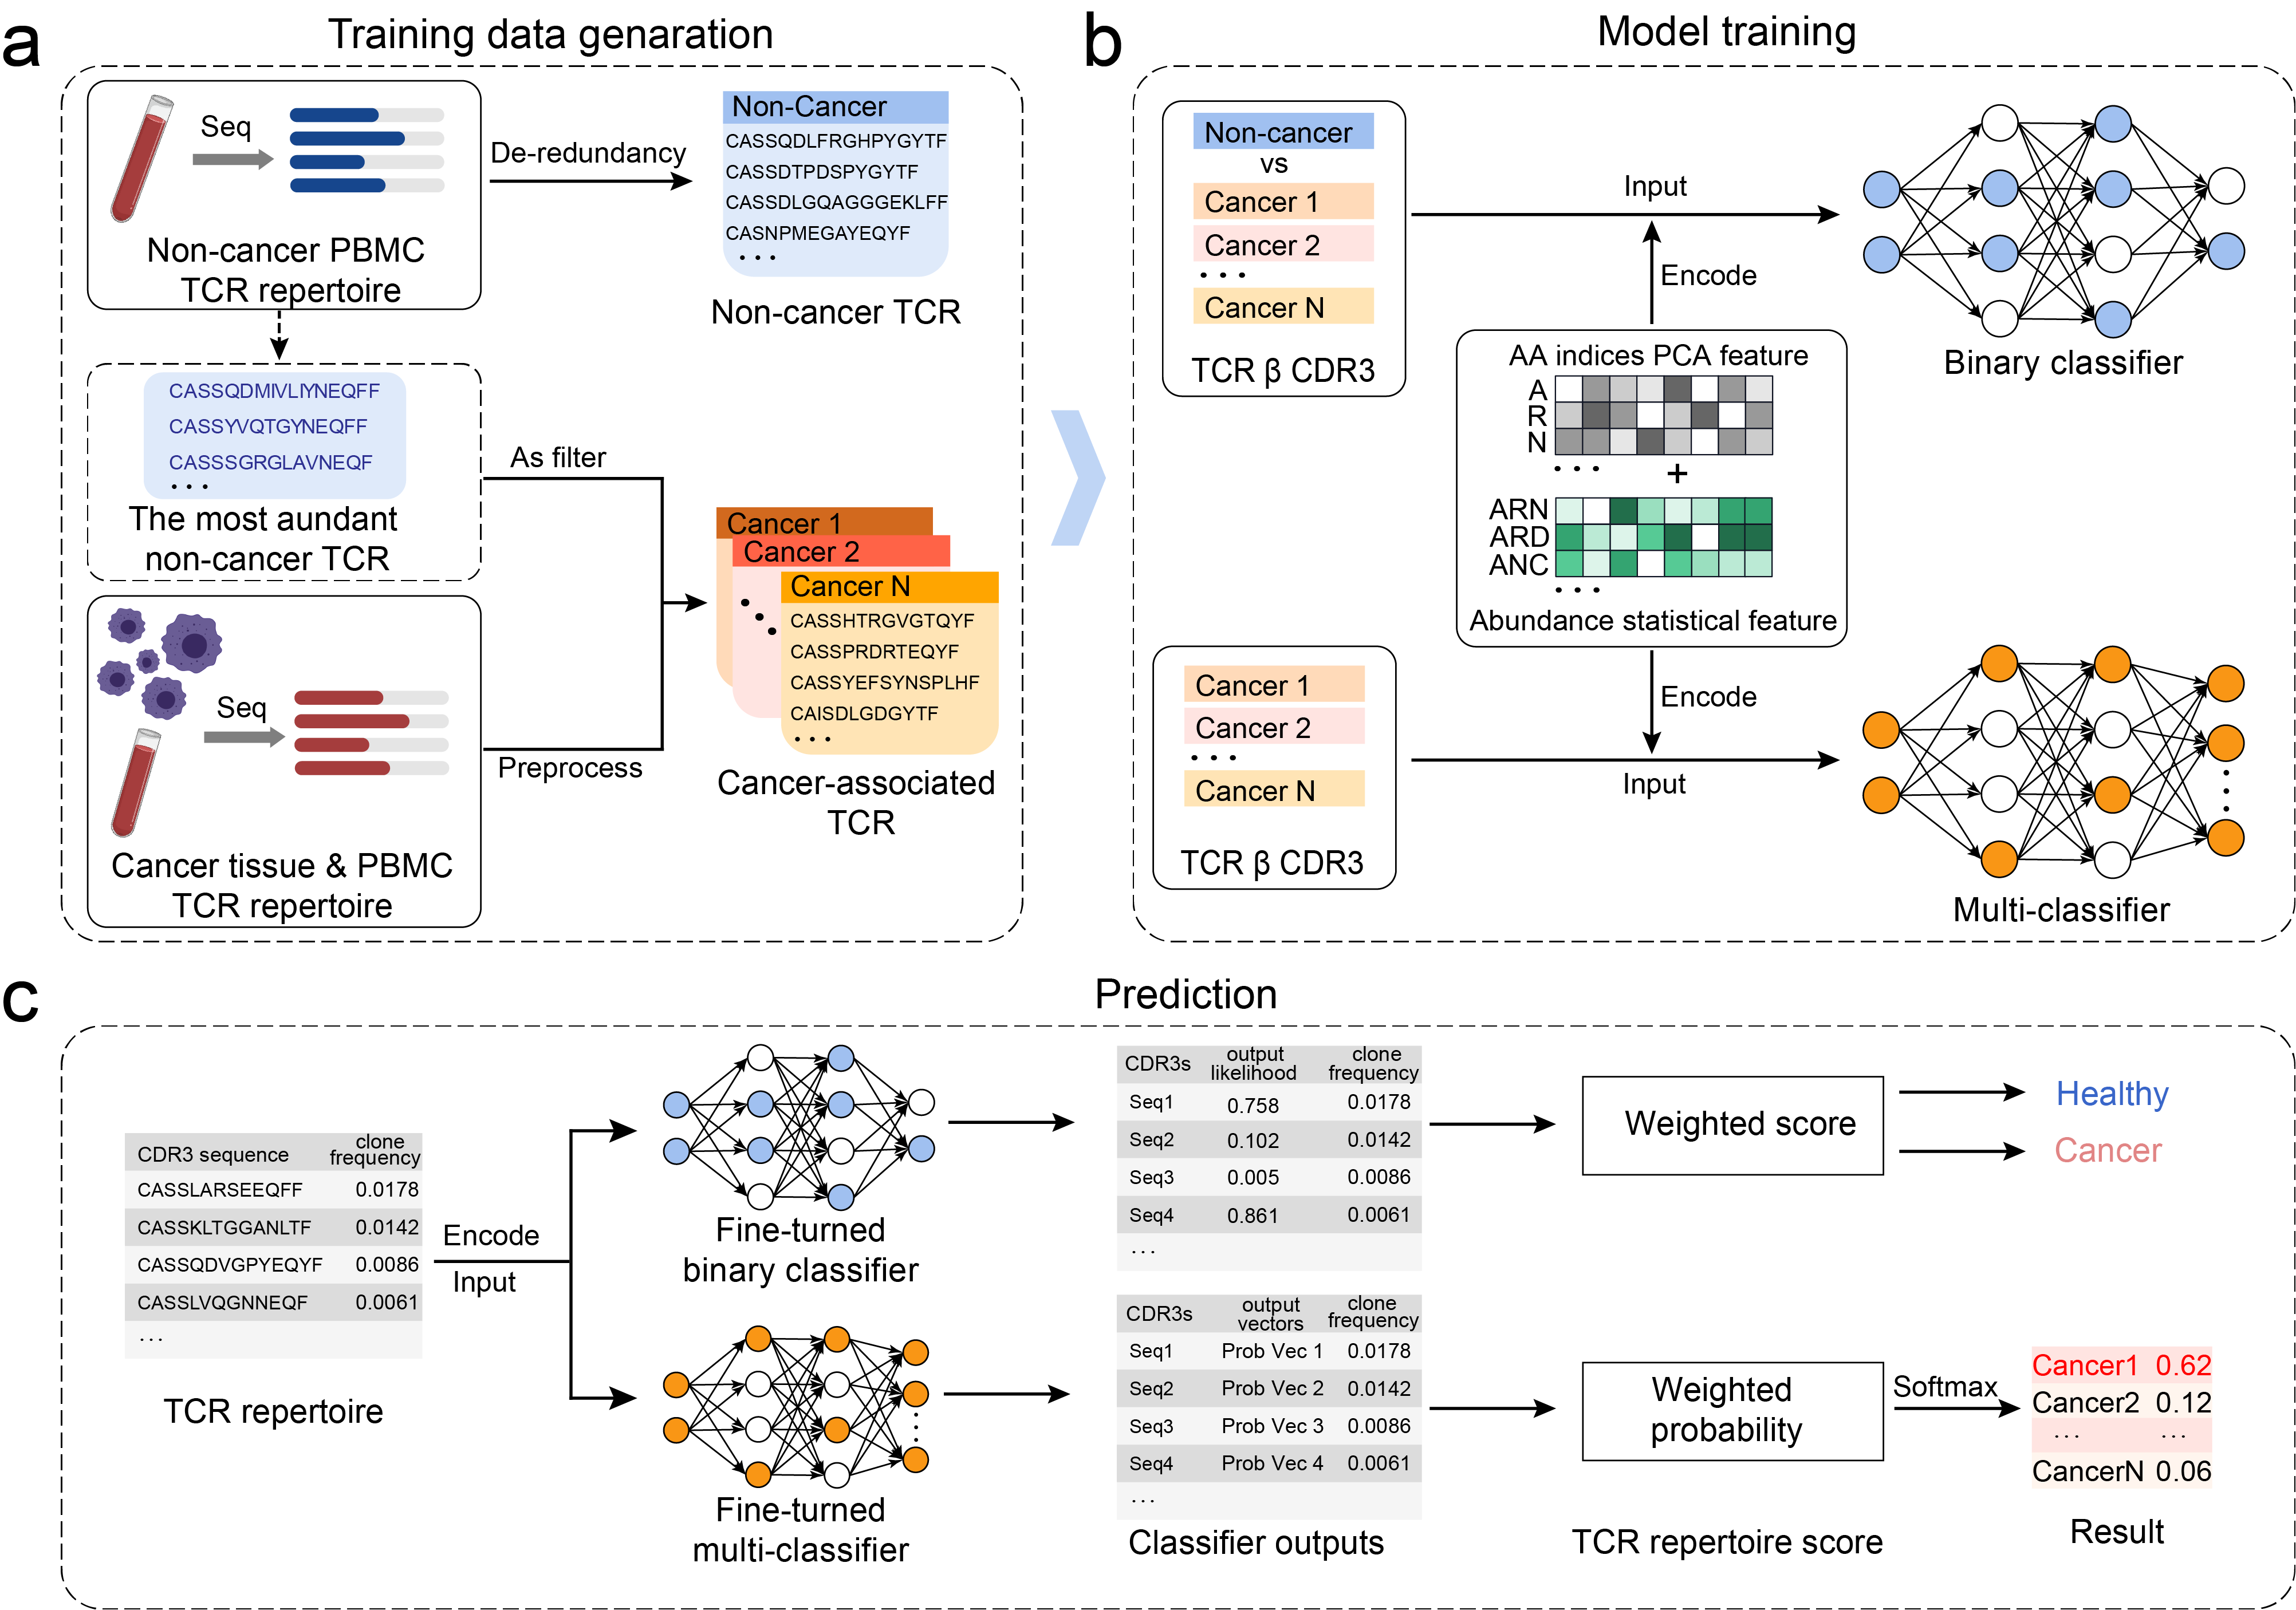 a
Training data genaration
Seq
Non-cancer PBMC
TCR repertoire
De-redundancy
Non-Cancer
CASSQDLFRGHPYGYTF
CASSDTPDSPYGYTF
CASSDLGQAGGGEKLFF
CASNPMEGAYEQYF
...
Non-cancer TCR
CASSQDMIVLIYNEQFF
CASSYVQTGYNEQFF
CASSSGRGLAVNEQF
...
The most aundant
non-cancer TCR
As filter
Seq
Cancer tissue & PBMC
TCR repertoire
Preprocess
Cancer 1
Cancer 2
Cancer N
CASSHTRGVGTQYF
CASSPRDRTEQYF
CASSYEFSYNSPLHF
CAISDLGDGYTF
...
Cancer-associated
TCR
b
Model training
Non-cancer
vs
Cancer 1
Cancer 2
...
Cancer N
TCR β CDR3
Input
Encode
Binary classifier
AA indices PCA feature
A
R
N
...
+
ARN
ARD
ANC
...
Abundance statistical feature
Encode
Input
Cancer 1
Cancer 2
...
Cancer N
TCR β CDR3
Multi-classifier
c
Prediction
CDR3 sequence clone frequency
CASSLARSEEQFF 0.0178
CASSKLTGGANLTF 0.0142
CASSQDVGPYEQYF 0.0086
CASSLVQGNNEQF 0.0061
...
TCR repertoire
Encode
Input
Fine-turned
binary classifier
Fine-turned
multi-classifier
CDR3s output likelihood clone frequency
Seq1 0.758 0.0178
Seq2 0.102 0.0142
Seq3 0.005 0.0086
Seq4 0.861 0.0061
...
CDR3s output vectors clone frequency
Seq1 Prob Vec 1 0.0178
Seq2 Prob Vec 2 0.0142
Seq3 Prob Vec 3 0.0086
Seq4 Prob Vec 4 0.0061
...
Classifier outputs
Weighted score
Healthy
Cancer
Weighted
probability
Softmax
TCR repertoire score
Cancer1 0.62
Cancer2 0.12
... ...
CancerN 0.06
Result